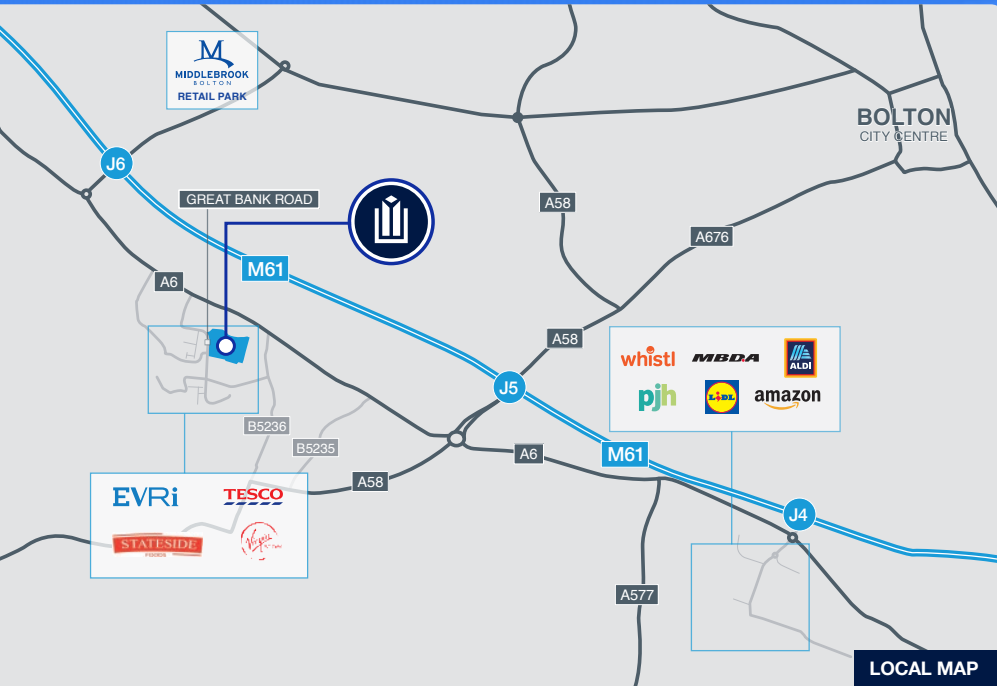 MIDDLEBROOK
BOLTON
RETAIL PARK
BOLTON
CITY CENTRE
J6
GREAT BANK ROAD
A58
A676
M61
A6
A58
whistl
MBDA
ALDI
pjh
LIDL
amazon
J5
B5236
B5235
A6
M61
A58
EVRi
TESCO
STATESIDE
FOODS
Virgin
J4
A577
LOCAL MAP